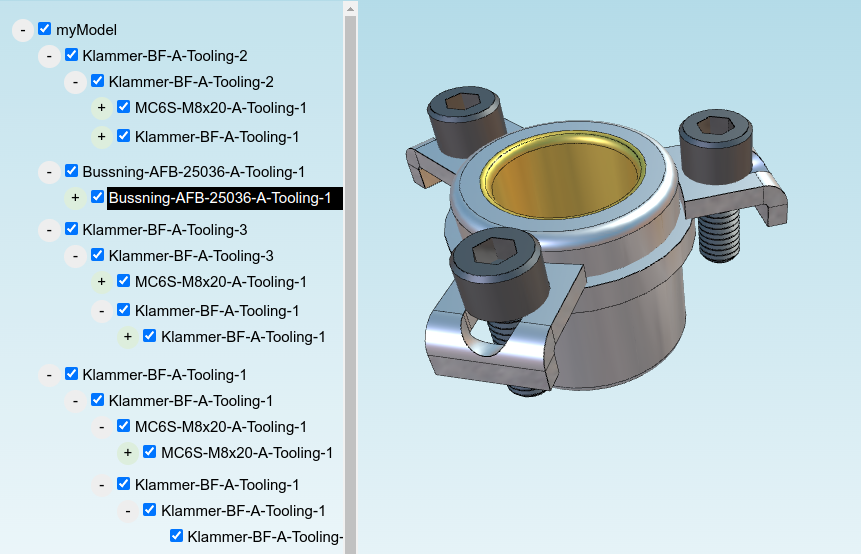 - myModel
- Klammer-BF-A-Tooling-2
- Klammer-BF-A-Tooling-2
+ MC6S-M8x20-A-Tooling-1
+ Klammer-BF-A-Tooling-1
- Bussning-AFB-25036-A-Tooling-1
+ Bussning-AFB-25036-A-Tooling-1
- Klammer-BF-A-Tooling-3
- Klammer-BF-A-Tooling-3
+ MC6S-M8x20-A-Tooling-1
- Klammer-BF-A-Tooling-1
+ Klammer-BF-A-Tooling-1
- Klammer-BF-A-Tooling-1
- Klammer-BF-A-Tooling-1
- MC6S-M8x20-A-Tooling-1
+ MC6S-M8x20-A-Tooling-1
- Klammer-BF-A-Tooling-1
- Klammer-BF-A-Tooling-1
Klammer-BF-A-Tooling-